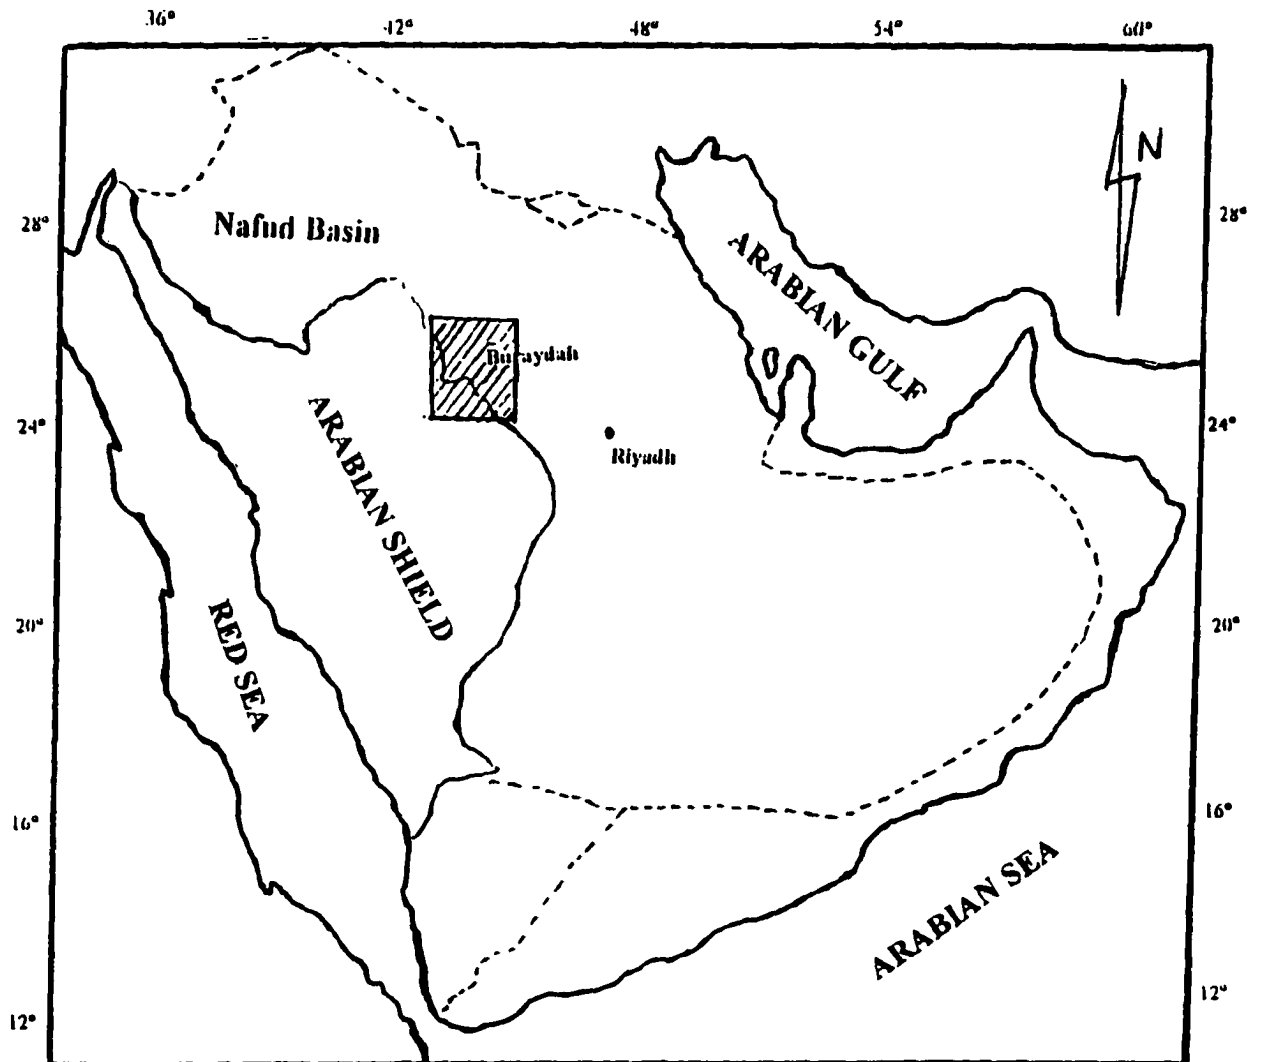 36° 42° 48° 54° 60°
N
28° Nafud Basin 28°
ARABIAN GULF
Buraydah
24° 24°
Riyadh
ARABIAN SHIELD
20° 20°
RED SEA
16° 16°
ARABIAN SEA
12° 12°